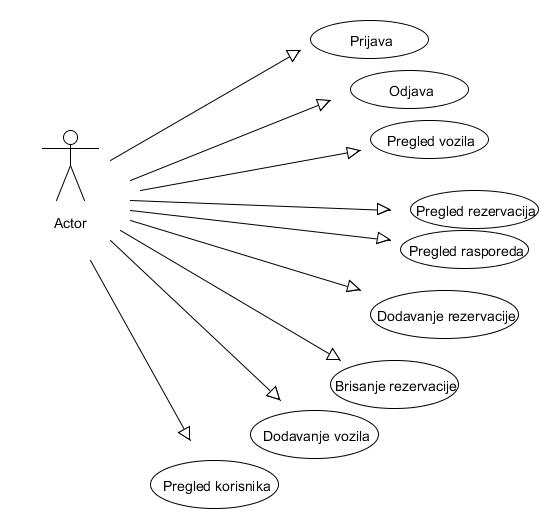 Prijava
Odjava
Pregled vozila
Actor
Pregled rezervacija
Pregled rasporeda
Dodavanje rezervacije
Brisanje rezervacije
Dodavanje vozila
Pregled korisnika